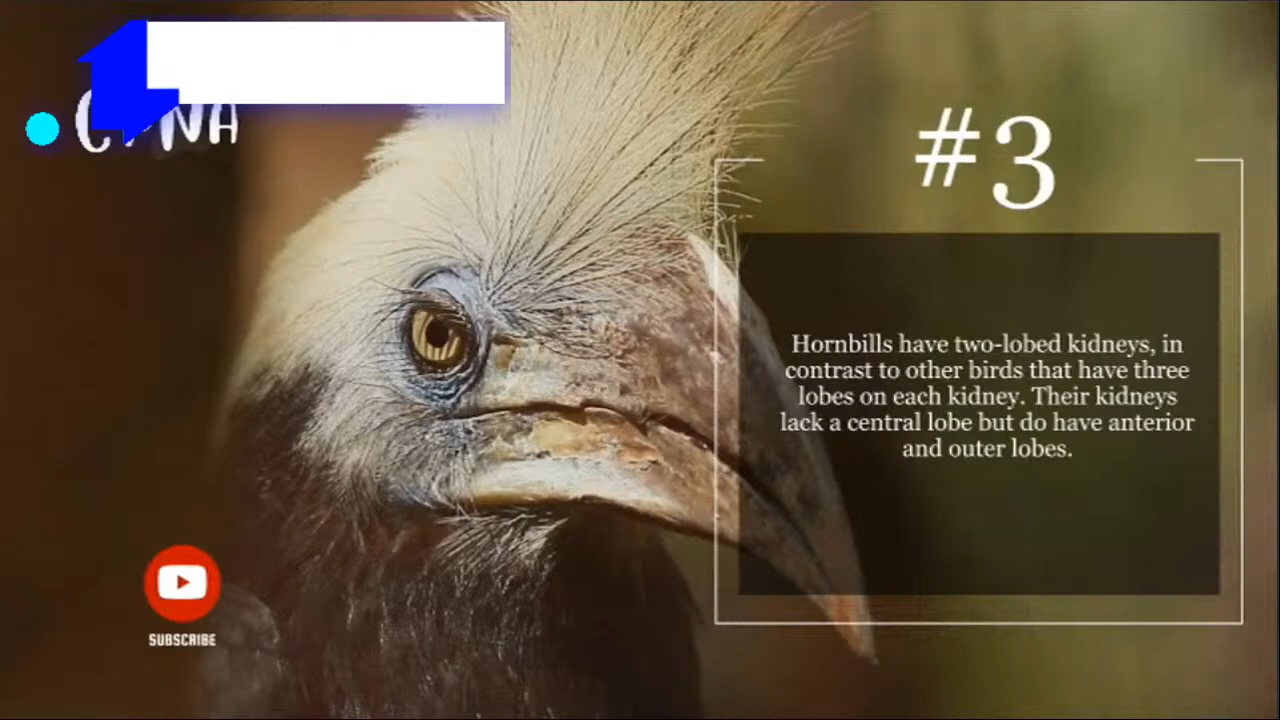 #3
Hornbills have two-lobed kidneys, in
contrast to other birds that have three
lobes on each kidney. Their kidneys
lack a central lobe but do have anterior
and outer lobes.
SUBSCRIBE